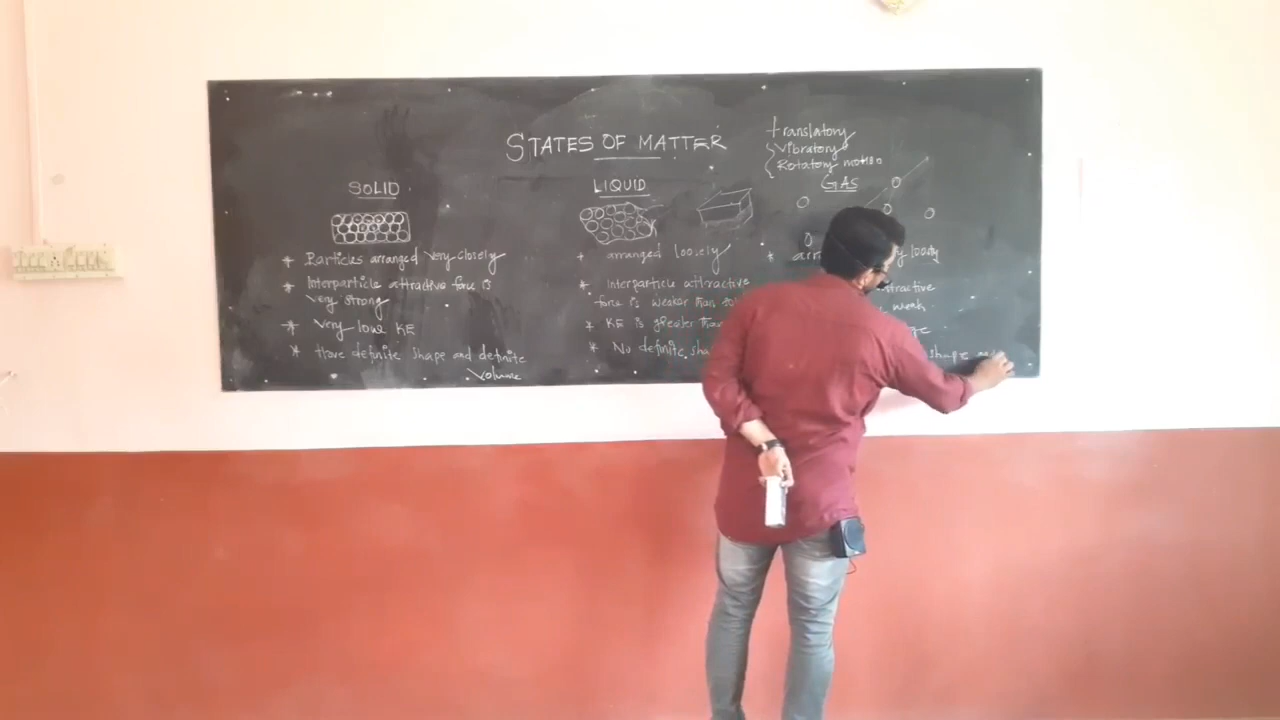 STATES OF MATTER
translatory
Vibratory
Rotatory motion
SOLID
* Particles arranged very closely
* Interparticle attractive force is
very strong
* Very low KE
* Have definite shape and definite
Volume
LIQUID
* arranged loosely
* Interparticle attractive
force is weaker than
* KE is greater than
* No definite
GAS
* loosely
weak
shape